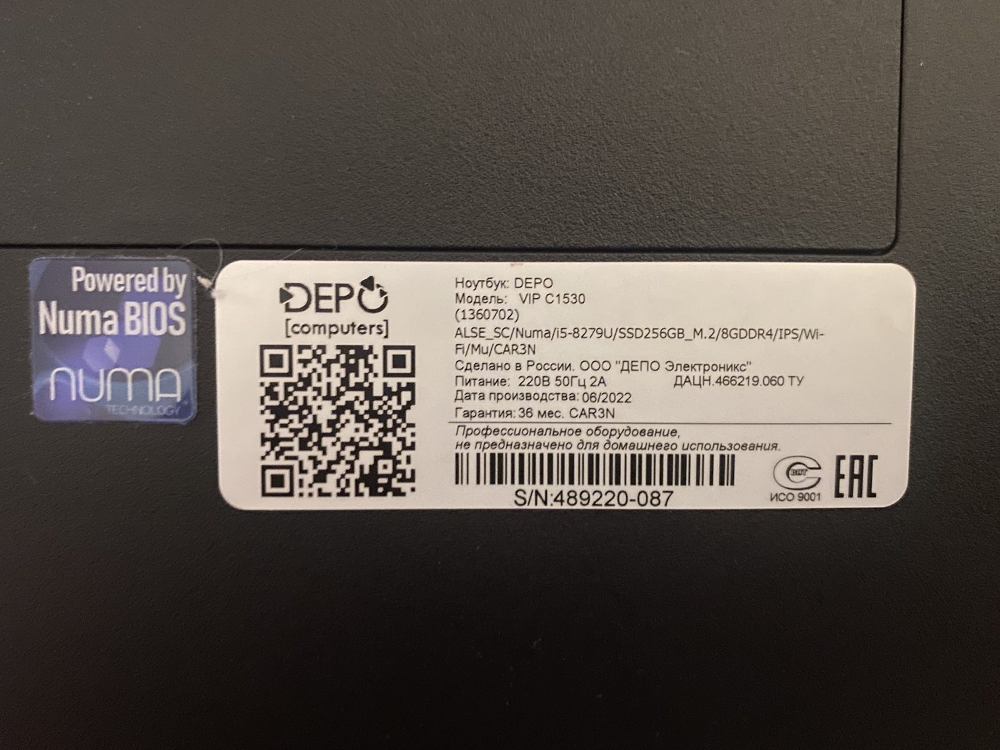 Powered by
Numa BIOS
NUMA
TECHNOLOGY
DEPO
[computers]
Ноутбук: DEPO
Модель: VIP C1530
(1360702)
ALSE_SC/Numa/i5-8279U/SSD256GB_M.2/8GDDR4/IPS/Wi-
Fi/Mu/CAR3N
Сделано в России. ООО "ДЕПО Электроникс"
Питание: 220В 50Гц 2А ДАЦН.466219.060 ТУ
Дата производства: 06/2022
Гарантия: 36 мес. CAR3N
Профессиональное оборудование,
не предназначено для домашнего использования.
S/N:489220-087
ИСО 9001
EAC